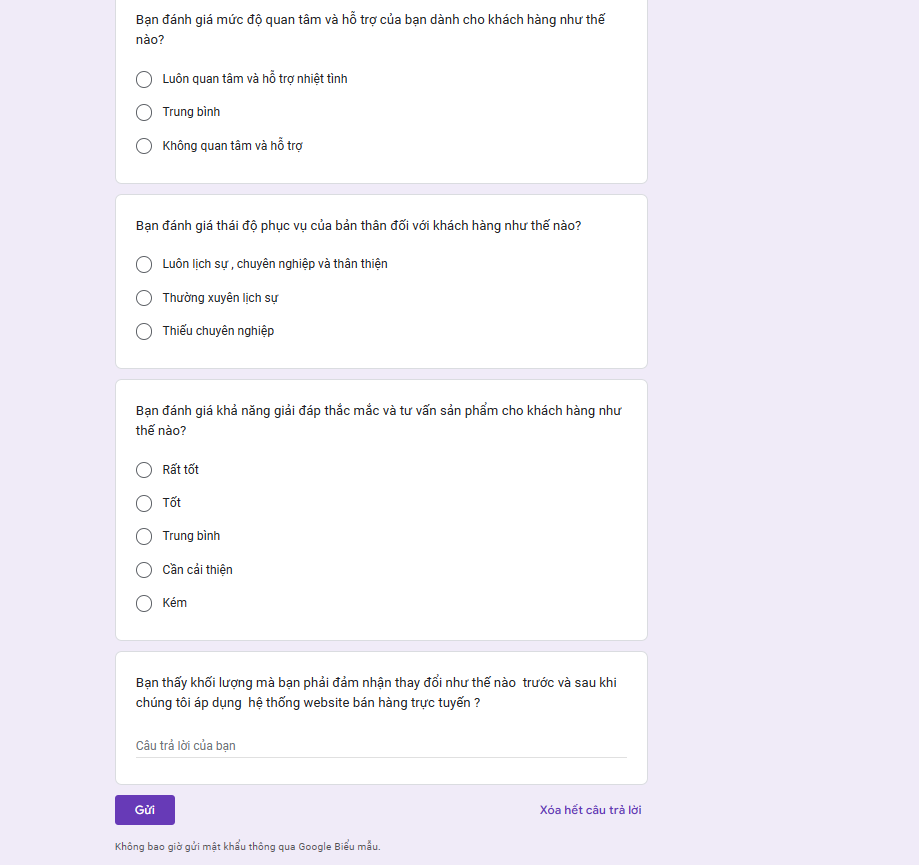 Bạn đánh giá mức độ quan tâm và hỗ trợ của bạn dành cho khách hàng như thế
nào?
Luôn quan tâm và hỗ trợ nhiệt tình
Trung bình
Không quan tâm và hỗ trợ
Bạn đánh giá thái độ phục vụ của bản thân đối với khách hàng như thế nào?
Luôn lịch sự , chuyên nghiệp và thân thiện
Thường xuyên lịch sự
Thiếu chuyên nghiệp
Bạn đánh giá khả năng giải đáp thắc mắc và tư vấn sản phẩm cho khách hàng như
thế nào?
Rất tốt
Tốt
Trung bình
Cần cải thiện
Kém
Bạn thấy khối lượng mà bạn phải đảm nhận thay đổi như thế nào  trước và sau khi
chúng tôi áp dụng  hệ thống website bán hàng trực tuyến ?
Câu trả lời của bạn
Gửi
Xóa hết câu trả lời
Không bao giờ gửi mật khẩu thông qua Google Biểu mẫu.